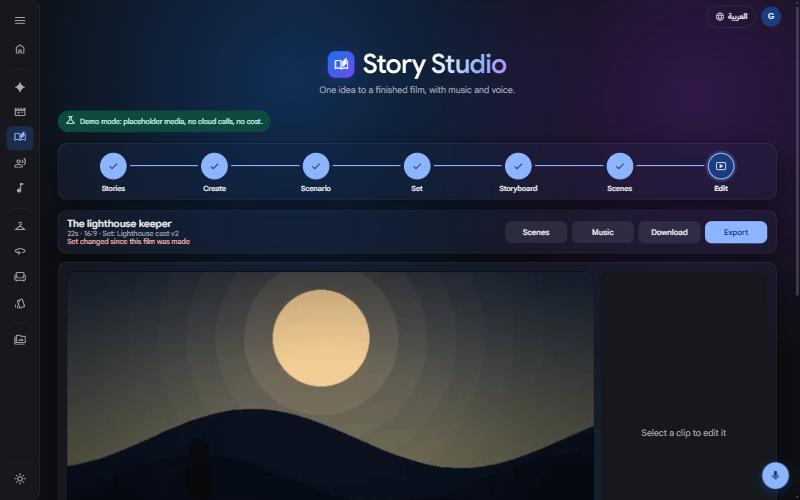 العربية
G
Story Studio
One idea to a finished film, with music and voice.
Demo mode: placeholder media, no cloud calls, no cost.
Stories
Create
Scenario
Set
Storyboard
Scenes
Edit
The lighthouse keeper
22s · 16:9 · Set: Lighthouse cast v2
Set changed since this film was made
Scenes
Music
Download
Export
Select a clip to edit it